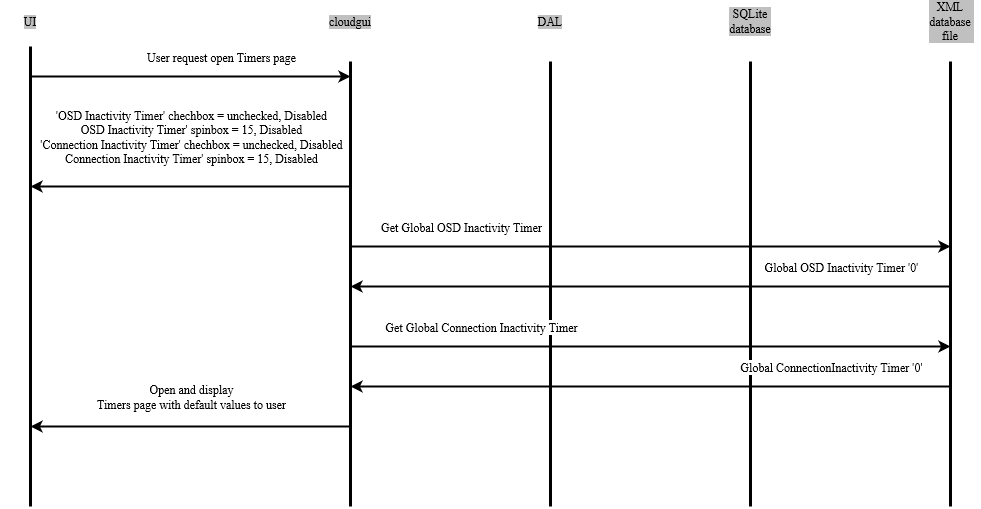 UI
cloudgui
DAL
SQLite
database
XML
database
file
User request open Timers page
'OSD Inactivity Timer' chechbox = unchecked, Disabled
OSD Inactivity Timer' spinbox = 15, Disabled
'Connection Inactivity Timer' chechbox = unchecked, Disabled
Connection Inactivity Timer' spinbox = 15, Disabled
Get Global OSD Inactivity Timer
Global OSD Inactivity Timer '0'
Get Global Connection Inactivity Timer
Global ConnectionInactivity Timer '0'
Open and display
Timers page with default values to user